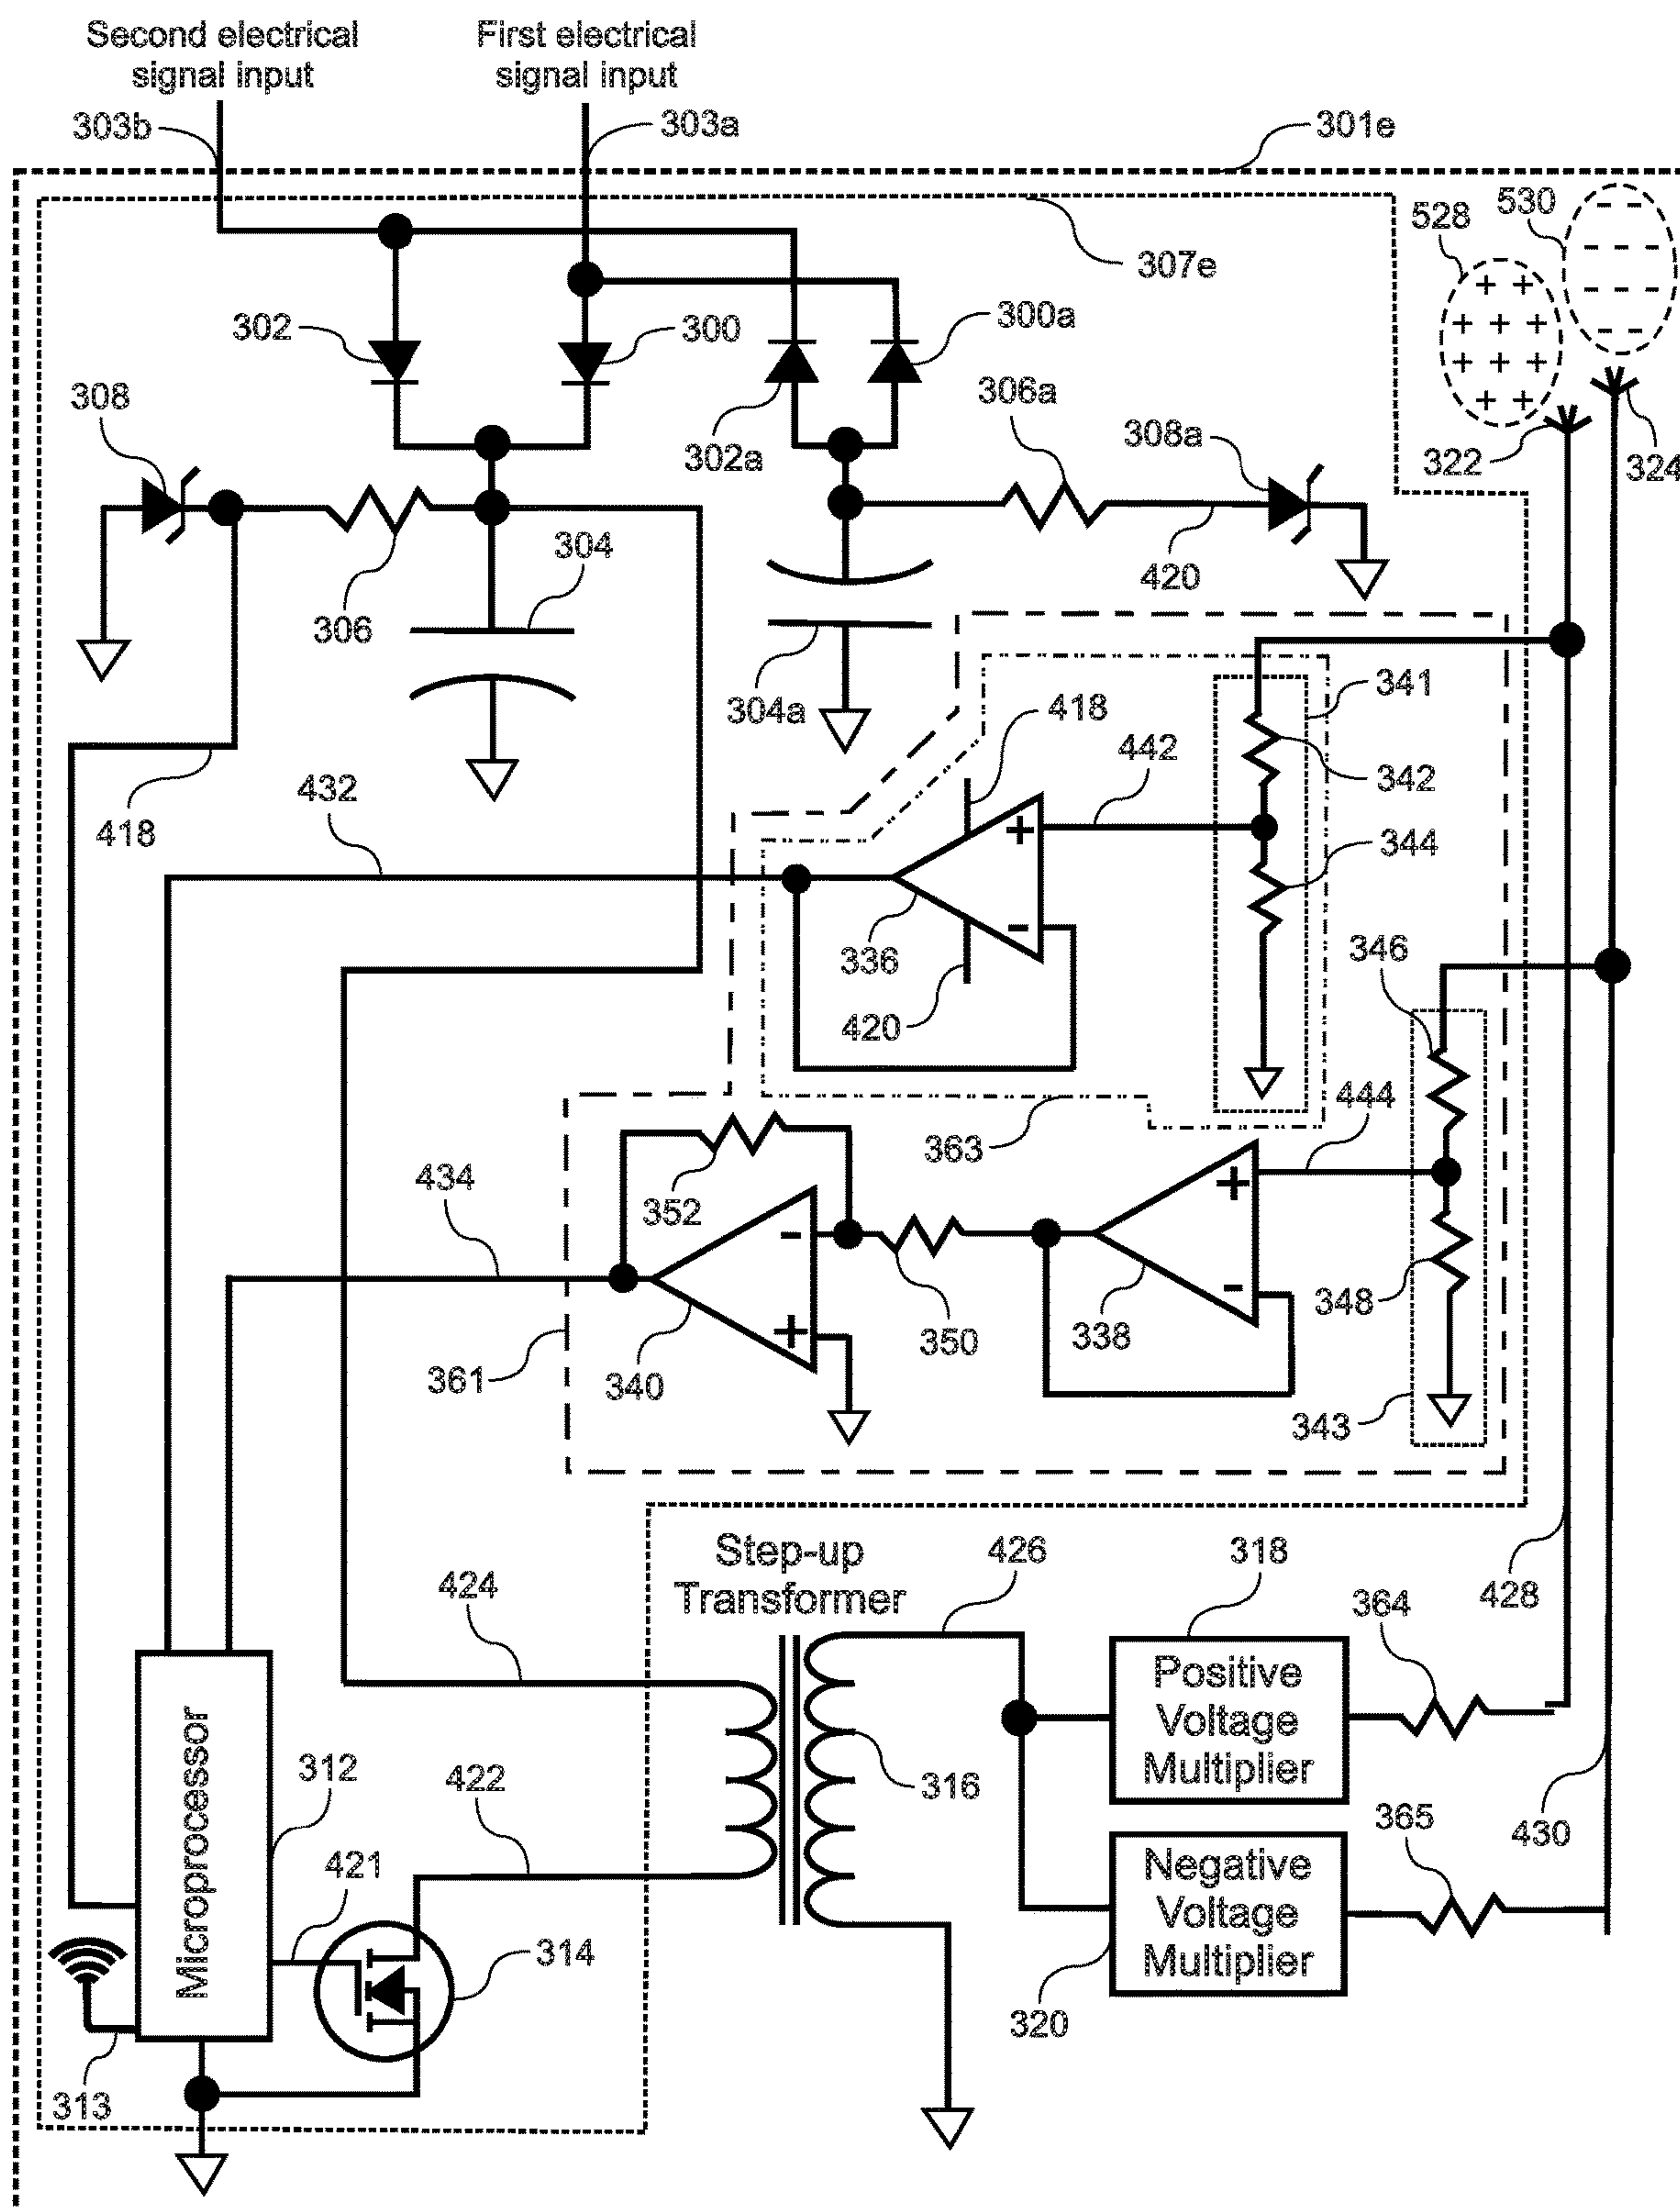 Second electrical
signal input
First electrical
signal input
303b
303a
301e
528
530
307e
302
300
300a
308
306a
302a
308a
322
324
304
306
420
304a
341
418
442
342
432
418
344
336
346
420
444
363
434
352
348
350
338
361
340
343
Step-up
Transformer
426
318
424
364
428
Positive
Voltage
Multiplier
Microprocessor
312
422
316
365
430
421
Negative
Voltage
Multiplier
314
320
313